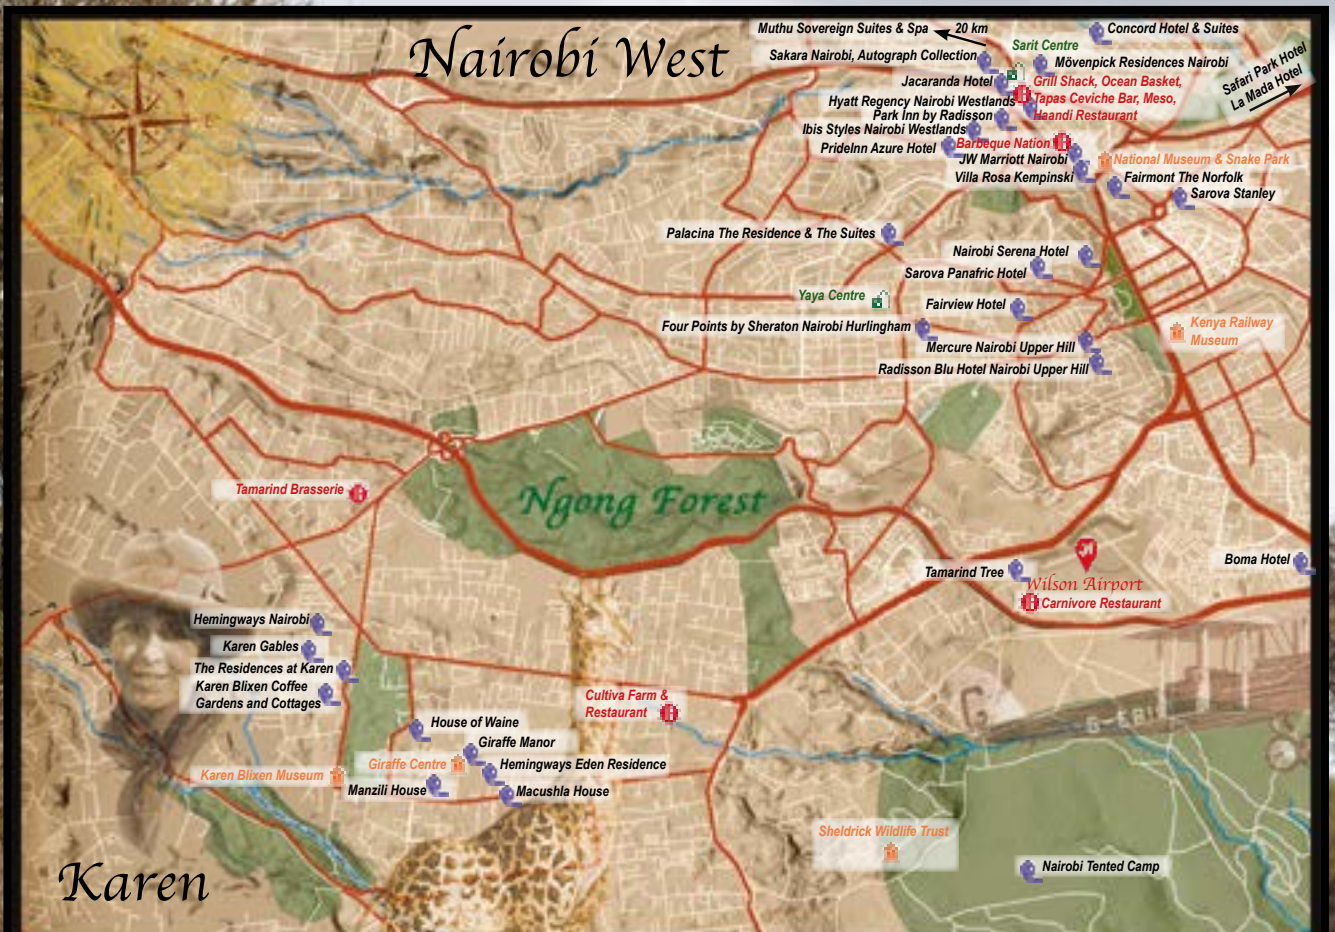 Nairobi West
Muthu Sovereign Suites & Spa
20 km
Concord Hotel & Suites
Sarit Centre
Sakara Nairobi, Autograph Collection
Mövenpick Residences Nairobi
Safari Park Hotel
La Mada Hotel
Jacaranda Hotel
Grill Shack, Ocean Basket,
Tapas Ceviche Bar, Meso,
Haandi Restaurant
Hyatt Regency Nairobi Westlands
Park Inn by Radisson
Ibis Styles Nairobi Westlands
PrideInn Azure Hotel
Barbeque Nation
JW Marriott Nairobi
National Museum & Snake Park
Villa Rosa Kempinski
Fairmont The Norfolk
Sarova Stanley
Palacina The Residence & The Suites
Nairobi Serena Hotel
Sarova Panafric Hotel
Yaya Centre
Fairview Hotel
Four Points by Sheraton Nairobi Hurlingham
Kenya Railway
Museum
Mercure Nairobi Upper Hill
Radisson Blu Hotel Nairobi Upper Hill
Tamarind Brasserie
Ngong Forest
Boma Hotel
Tamarind Tree
Wilson Airport
Carnivore Restaurant
Hemingways Nairobi
Karen Gables
The Residences at Karen
Karen Blixen Coffee
Gardens and Cottages
Cultiva Farm &
Restaurant
House of Waine
Giraffe Manor
Giraffe Centre
Hemingways Eden Residence
Karen Blixen Museum
Manzili House
Macushla House
Sheldrick Wildlife Trust
Nairobi Tented Camp
Karen